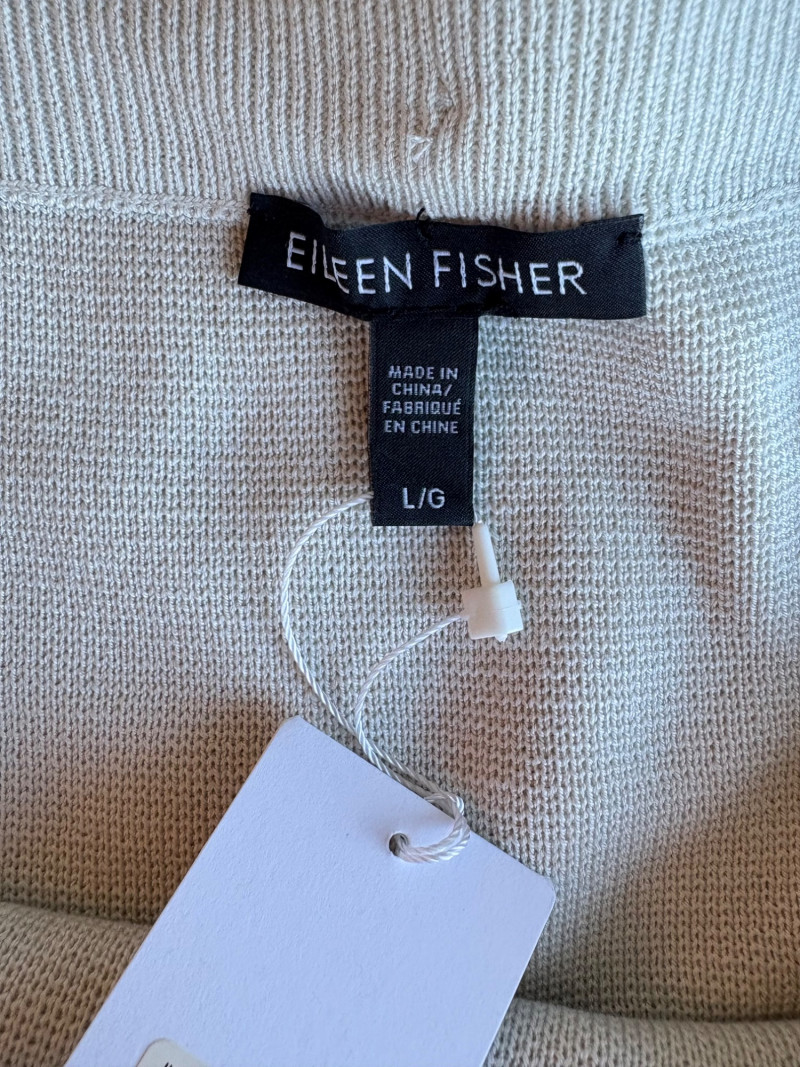 EILEEN FISHER
MADE IN
CHINA/
FABRIQUÉ
EN CHINE
L/G